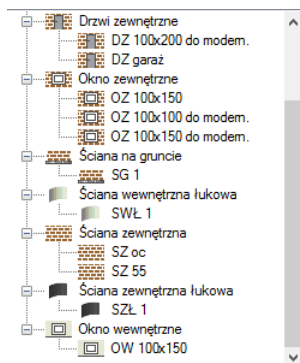 Drzwi zewnętrzne
DZ 100x200 do modern.
DZ garaż
Okno zewnętrzne
OZ 100x150
OZ 100x100 do modern.
OZ 100x150 do modern.
Ściana na gruncie
SG 1
Ściana wewnętrzna łukowa
SWŁ 1
Ściana zewnętrzna
SZ oc
SZ 55
Ściana zewnętrzna łukowa
SZŁ 1
Okno wewnętrzne
OW 100x150